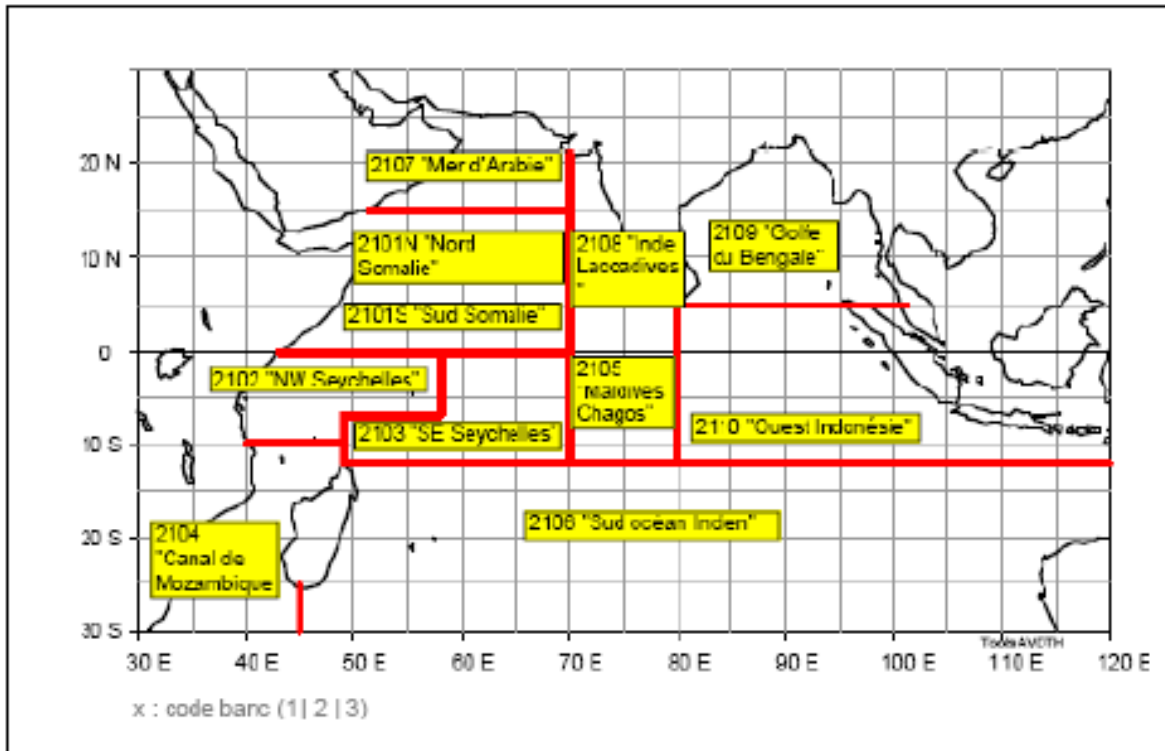 20 N
2107 "Mer d'Arabie"
10 N
2101N "Nord
Somalie"
2108 "Inde
Laccadives
"
2109 "Golfe
du Bengale"
2101S "Sud Somalie"
0
2102 "NW Seychelles"
2105
"Maldives
Chagos"
10 S
2103 "SE Seychelles"
2110 "Ouest Indonésie"
20 S
2104
"Canal de
Mozambique
2106 "Sud océan Indien"
30 S
ToolsAVDTH
30 E 40 E 50 E 60 E 70 E 80 E 90 E 100 E 110 E 120 E
x : code banc (1| 2 | 3)